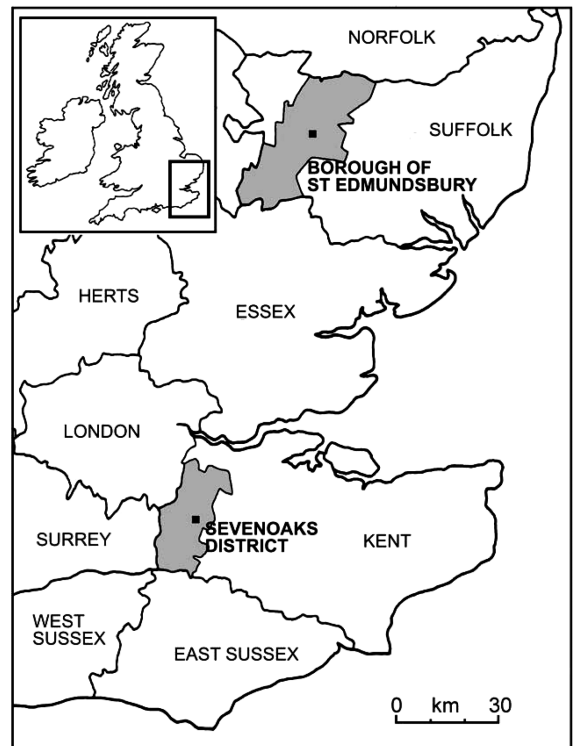 NORFOLK
SUFFOLK
BOROUGH OF
ST EDMUNDSBURY
HERTS
ESSEX
LONDON
SURREY
SEVENOAKS
DISTRICT
KENT
WEST
SUSSEX
EAST SUSSEX
0 km 30